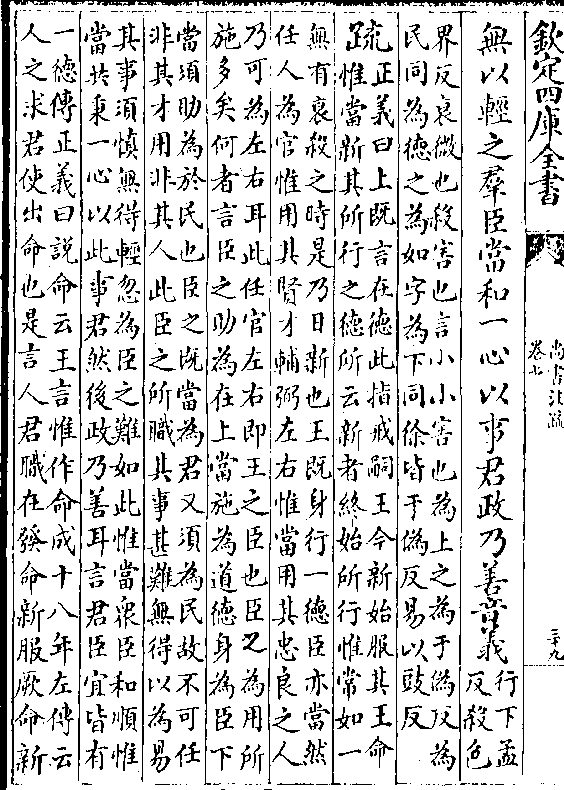 欽定四庫全書
尚書注疏
卷七
三十九
無以輕之羣臣當和一心以事君政乃善音義
行下孟
反殺色
界反衰微也殺害也言小小害也為上之為于偽反為
民同為德之為如字為下同徐皆于偽反易以豉反
疏
正義曰上既言在德此指戒嗣王今新始服其王命
惟當新其所行之德所云新者終始所行惟常如一
無有衰殺之時是乃日新也王既身行一德臣亦當然
任人為官惟用其賢才輔弼左右惟當用其忠良之人
乃可為左右耳此任官左右即王之臣也臣之為用所
施多矣何者言臣之助為在上當施為道德身為臣下
當須助為於民也臣之既當為君又須為民故不可任
非其才用非其人此臣之所職其事甚難無得以為易
其事須慎無得輕忽為臣之難如此惟當衆臣和順惟
當共秉一心以此事君然後政乃善耳言君臣宜皆有
一德傳正義曰説命云王言惟作命成十八年左傳云
人之求君使出命也是言人君職在發命新服厥命新